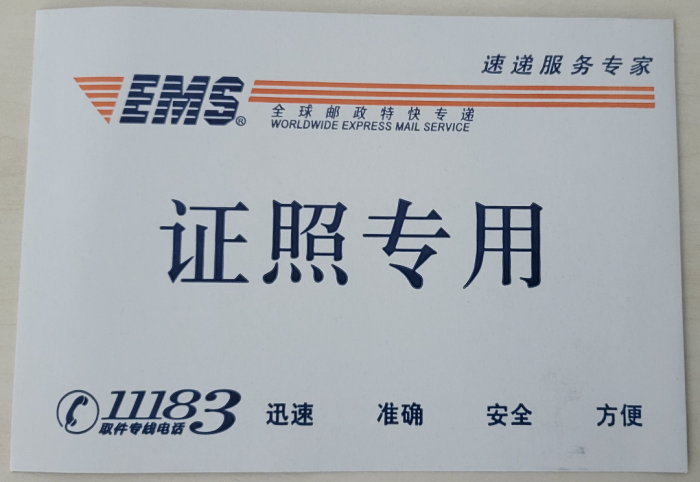 速递服务专家
EMS®
全球邮政特快专递
WORLDWIDE EXPRESS MAIL SERVICE
证照专用
11183 迅速 准确 安全 方便
取件专线电话